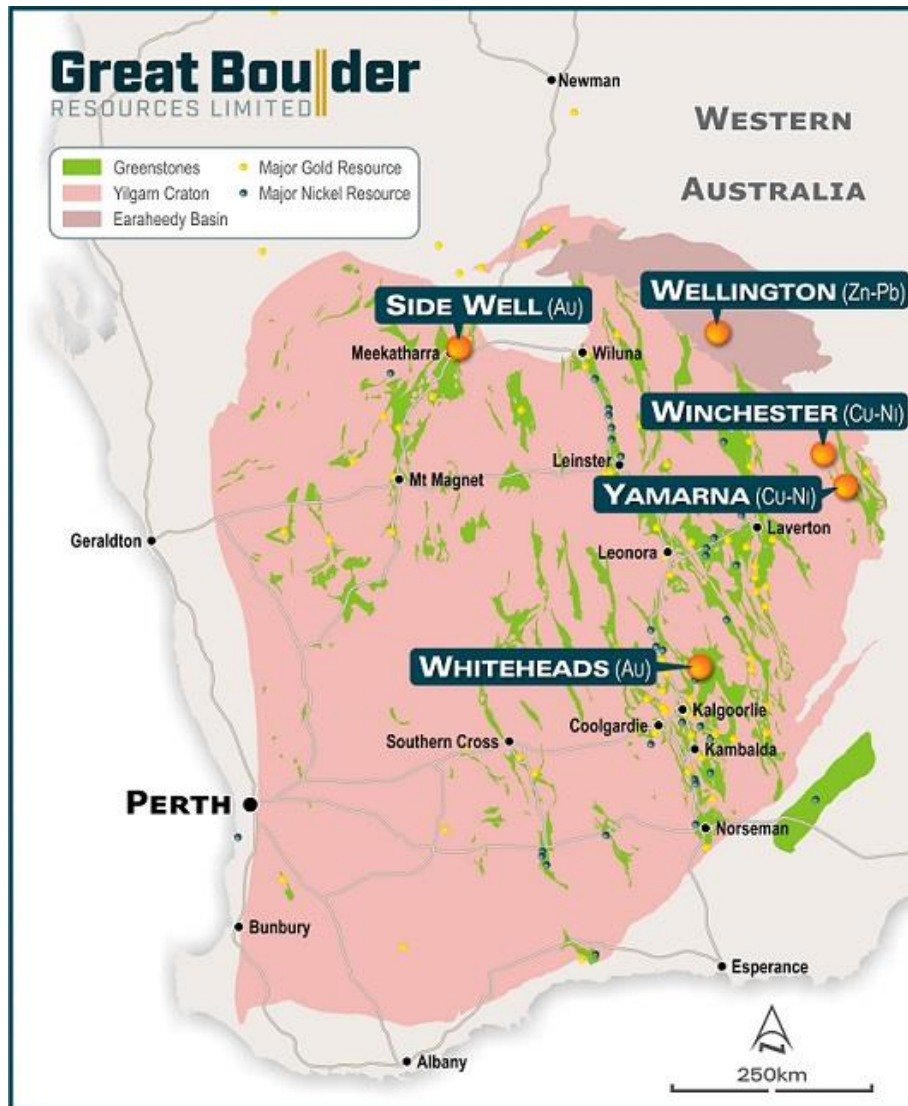 Great Boulder
RESOURCES LIMITED
Newman
WESTERN
AUSTRALIA
Greenstones
Major Gold Resource
Yilgarn Craton
Major Nickel Resource
Earaheedy Basin
WELLINGTON (Zn-Pb)
SIDE WELL (AU)
Meekatharra
Wiluna
WINCHESTER (CU-NI)
Leinster
Mt Magnet
YAMARNA (CU-NI)
Laverton
Geraldton
Leonora
WHITEHEADS (AU)
Kalgoorlie
Coolgardie
Southern Cross
Kambalda
PERTH
Norseman
Bunbury
Esperance
N
250km
Albany